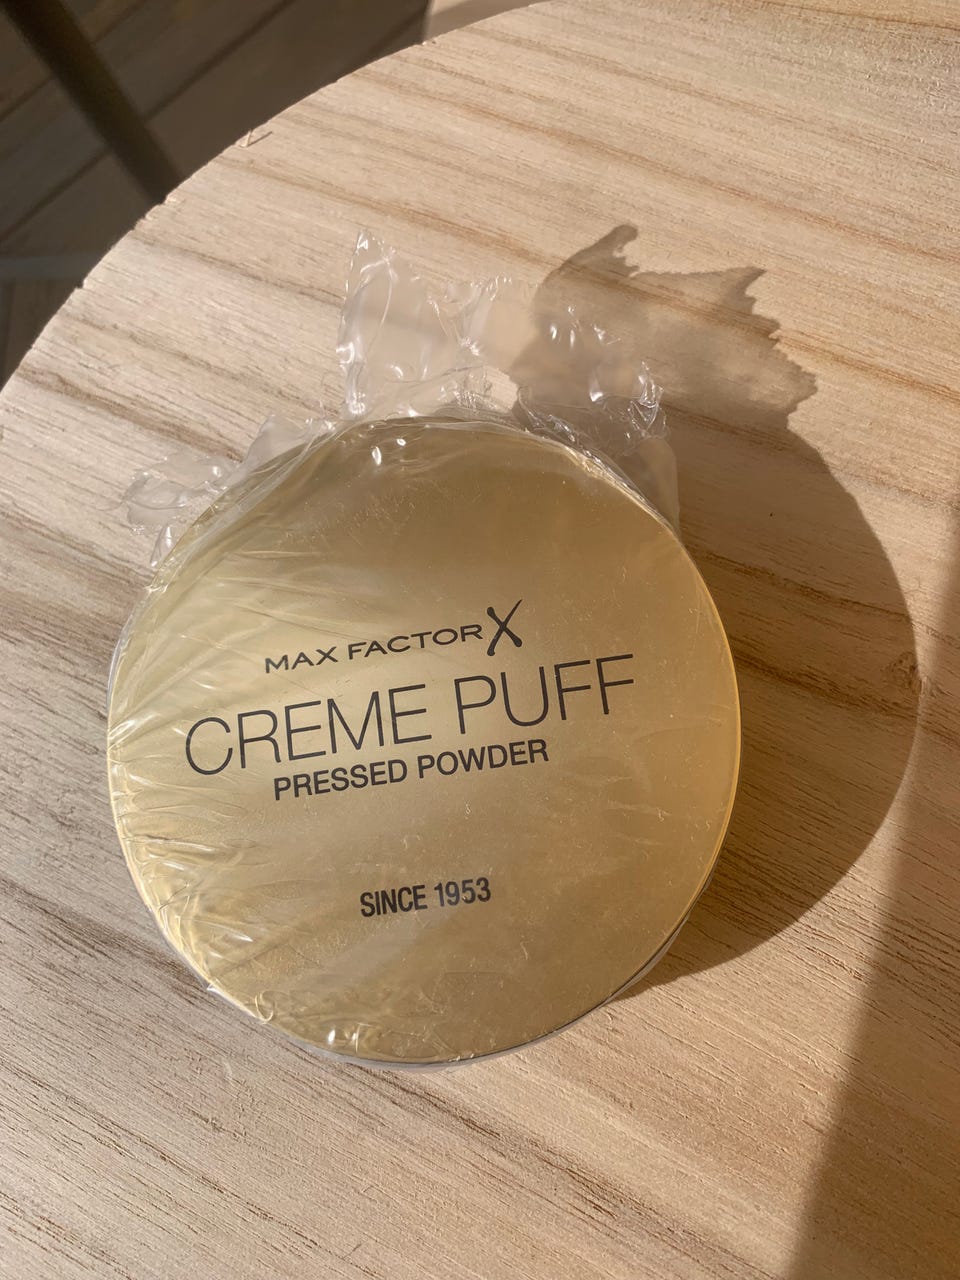 MAX FACTOR X
CREME PUFF
PRESSED POWDER
SINCE 1953